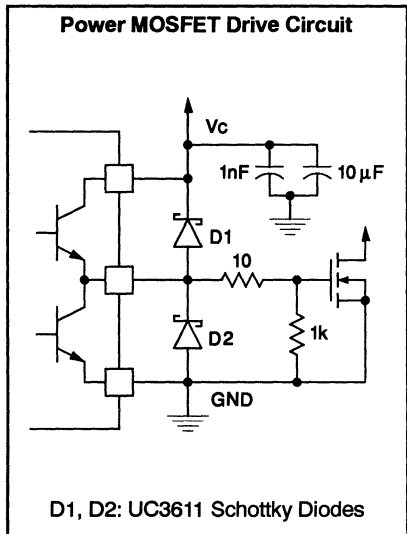 Power MOSFET Drive Circuit
Vc
1nF
10 µF
D1
10
D2
1k
GND
D1, D2: UC3611 Schottky Diodes